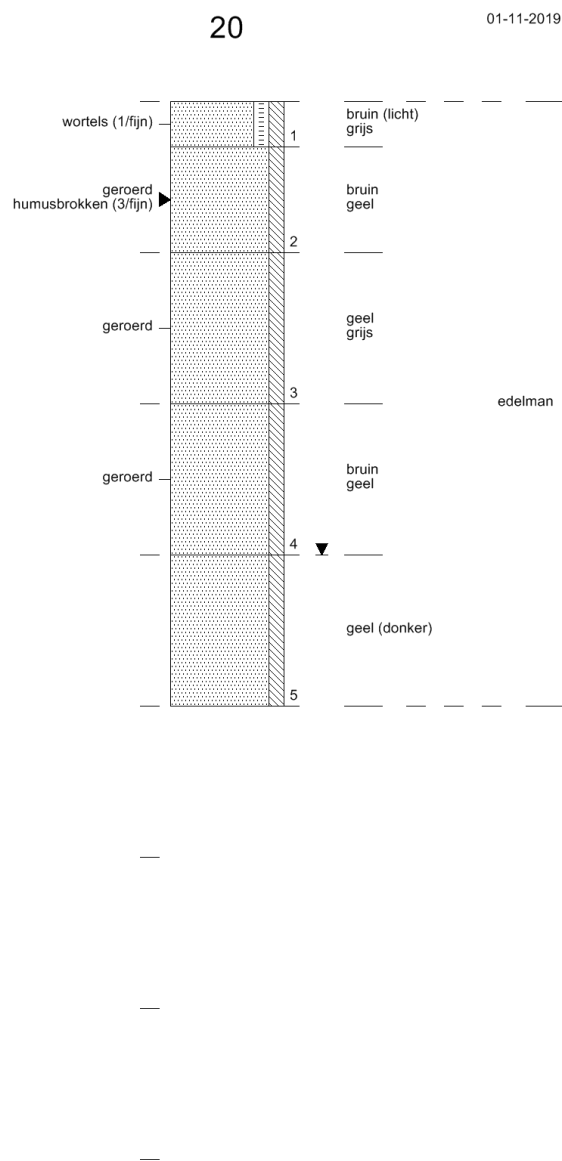 20
01-11-2019
wortels (1/fijn)
bruin (licht)
grijs
1
geroerd
humusbrokken (3/fijn)
bruin
geel
2
geroerd
geel
grijs
3
edelman
geroerd
bruin
geel
4
geel (donker)
5